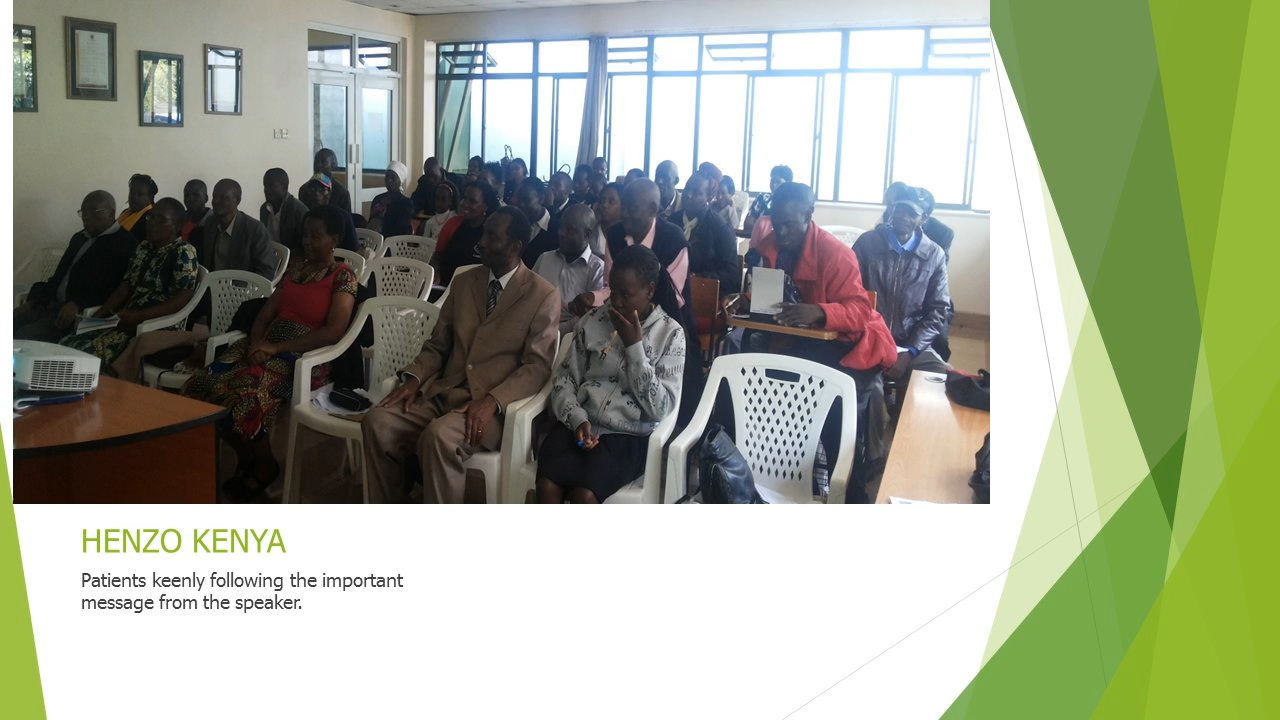 HENZO KENYA
Patients keenly following the important
message from the speaker.